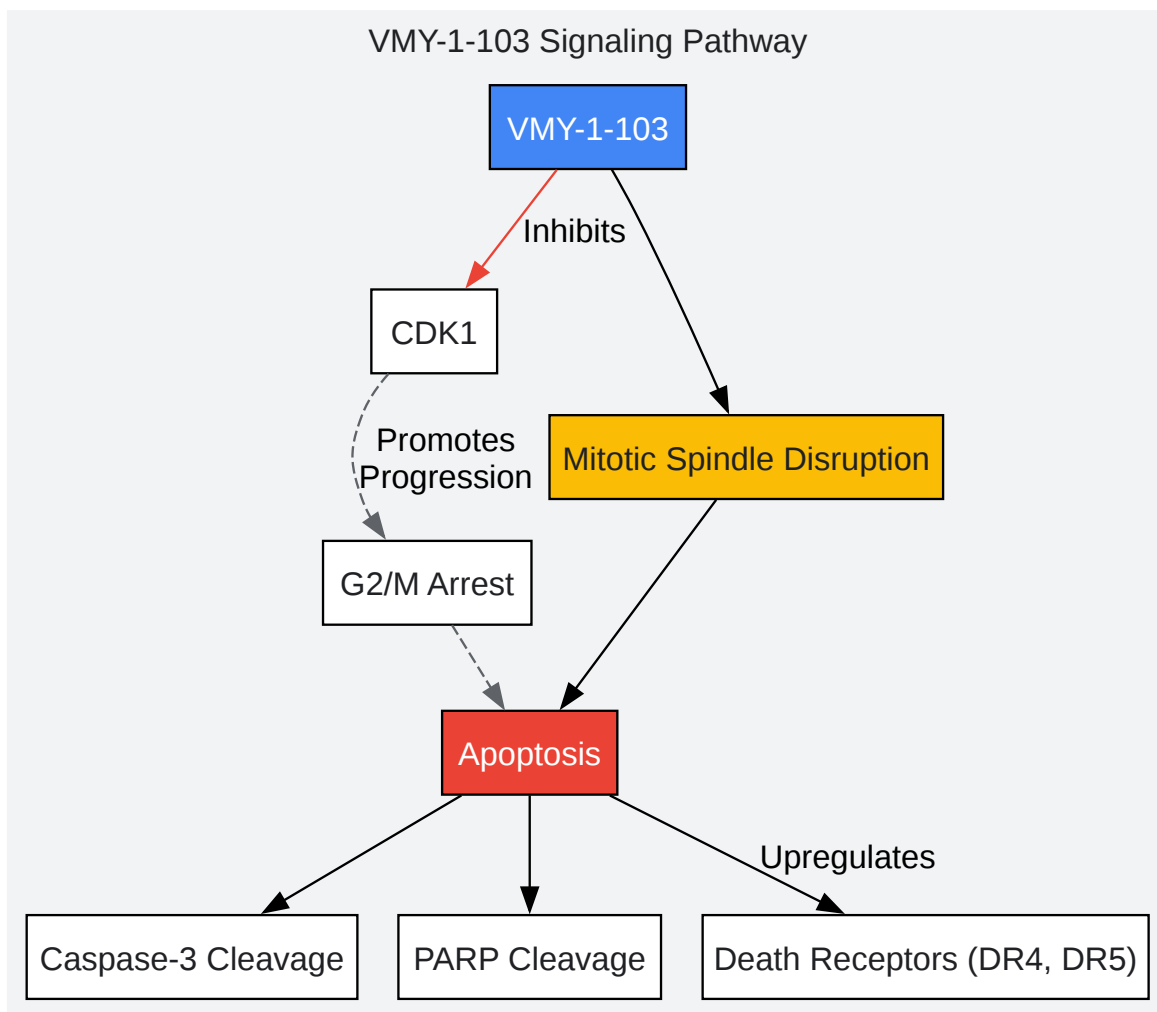 VMY-1-103 Signaling Pathway
VMY-1-103
Inhibits
CDK1
Promotes
Progression
Mitotic Spindle Disruption
G2/M Arrest
Apoptosis
Upregulates
Caspase-3 Cleavage
PARP Cleavage
Death Receptors (DR4, DR5)